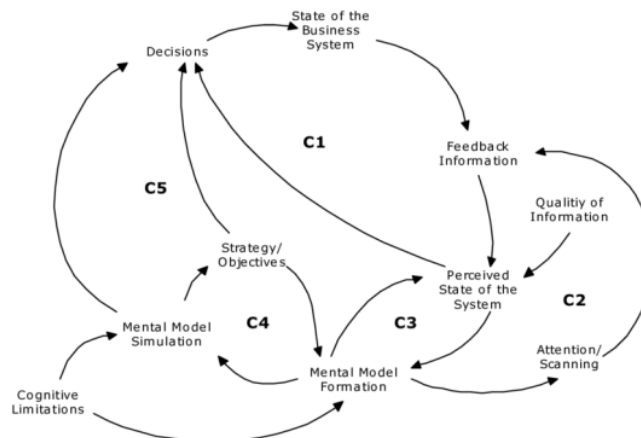 State of the
Business
System
Decisions
C1
Feedback
Information
C5
Qualitiy of
Information
Strategy/
Objectives
Perceived
State of the
System
C2
Mental Model
Simulation
C4
C3
Attention/
Scanning
Mental Model
Formation
Cognitive
Limitations